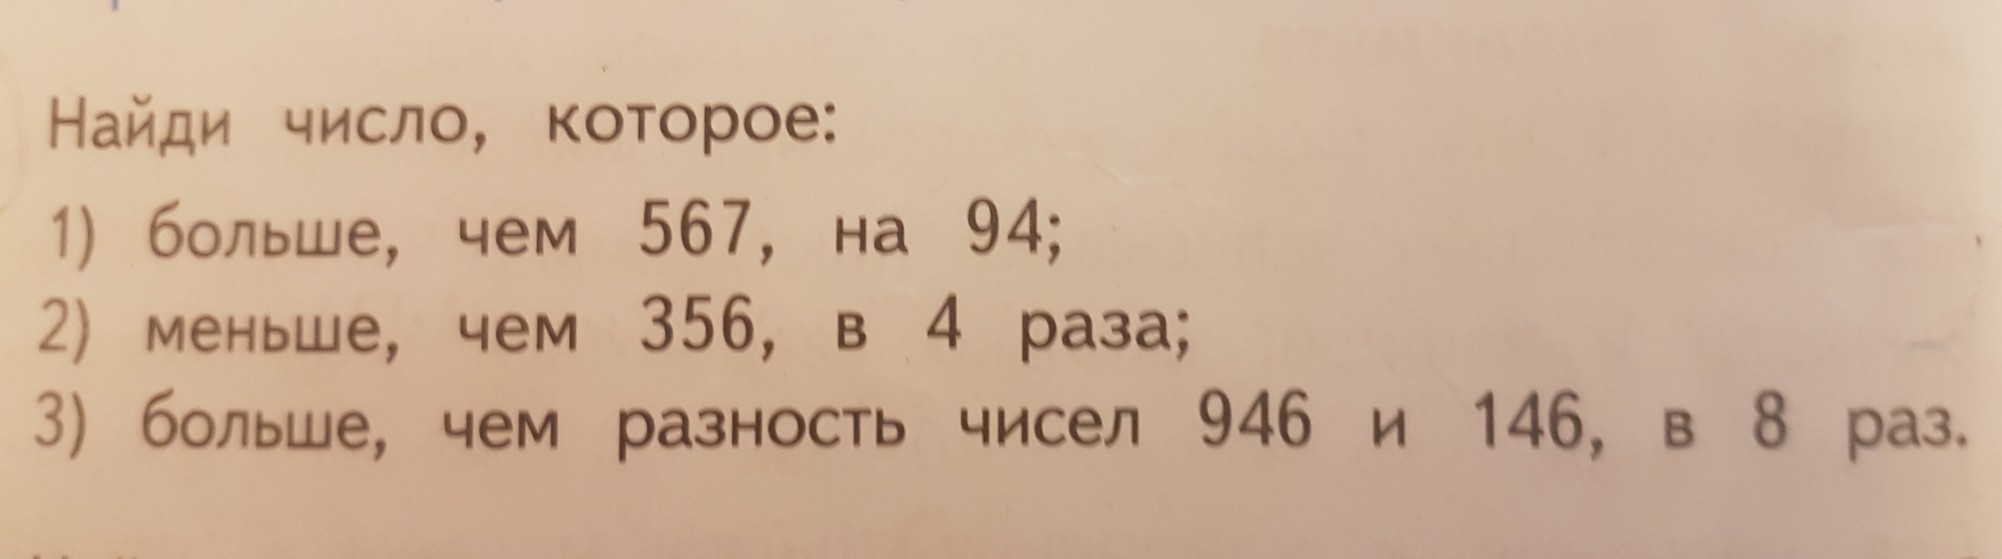 Найди число, которое:
1) больше, чем 567, на 94;
2) меньше, чем 356, в 4 раза;
3) больше, чем разность чисел 946 и 146, в 8 раз.